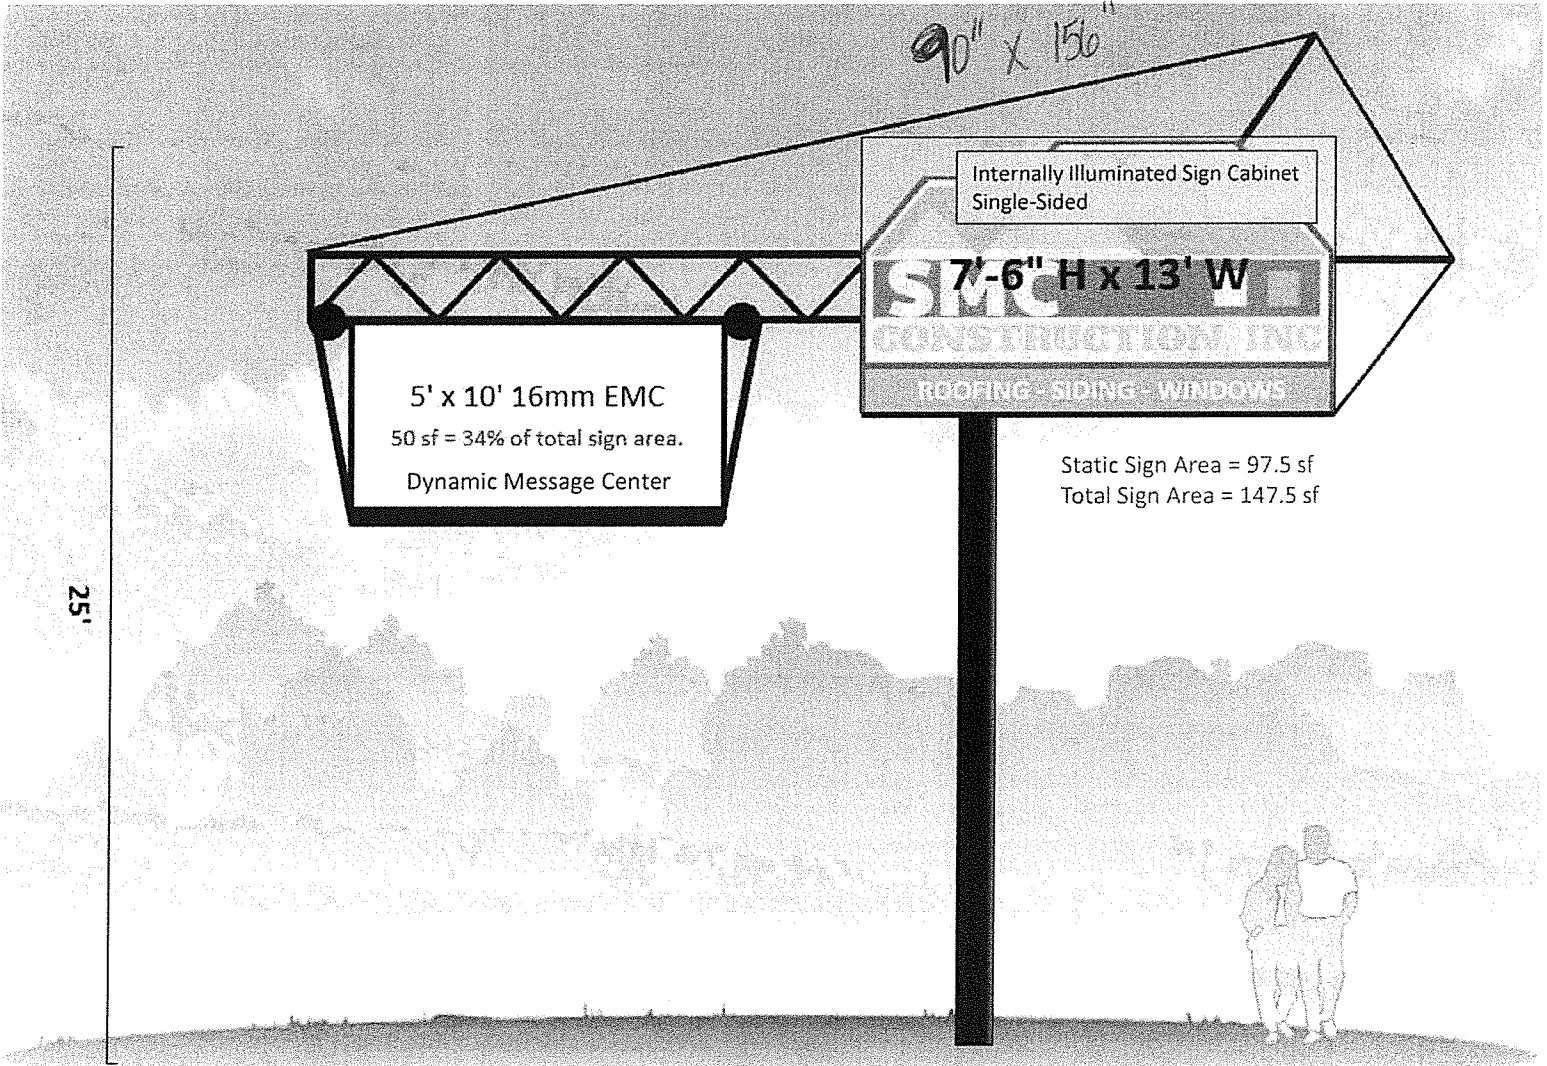 90" X 156"
Internally Illuminated Sign Cabinet
Single-Sided
7'-6" H x 13' W
SMC
CONSTRUCTION, INC
ROOFING - SIDING - WINDOWS
5' x 10' 16mm EMC
50 sf = 34% of total sign area.
Dynamic Message Center
Static Sign Area = 97.5 sf
Total Sign Area = 147.5 sf
25'